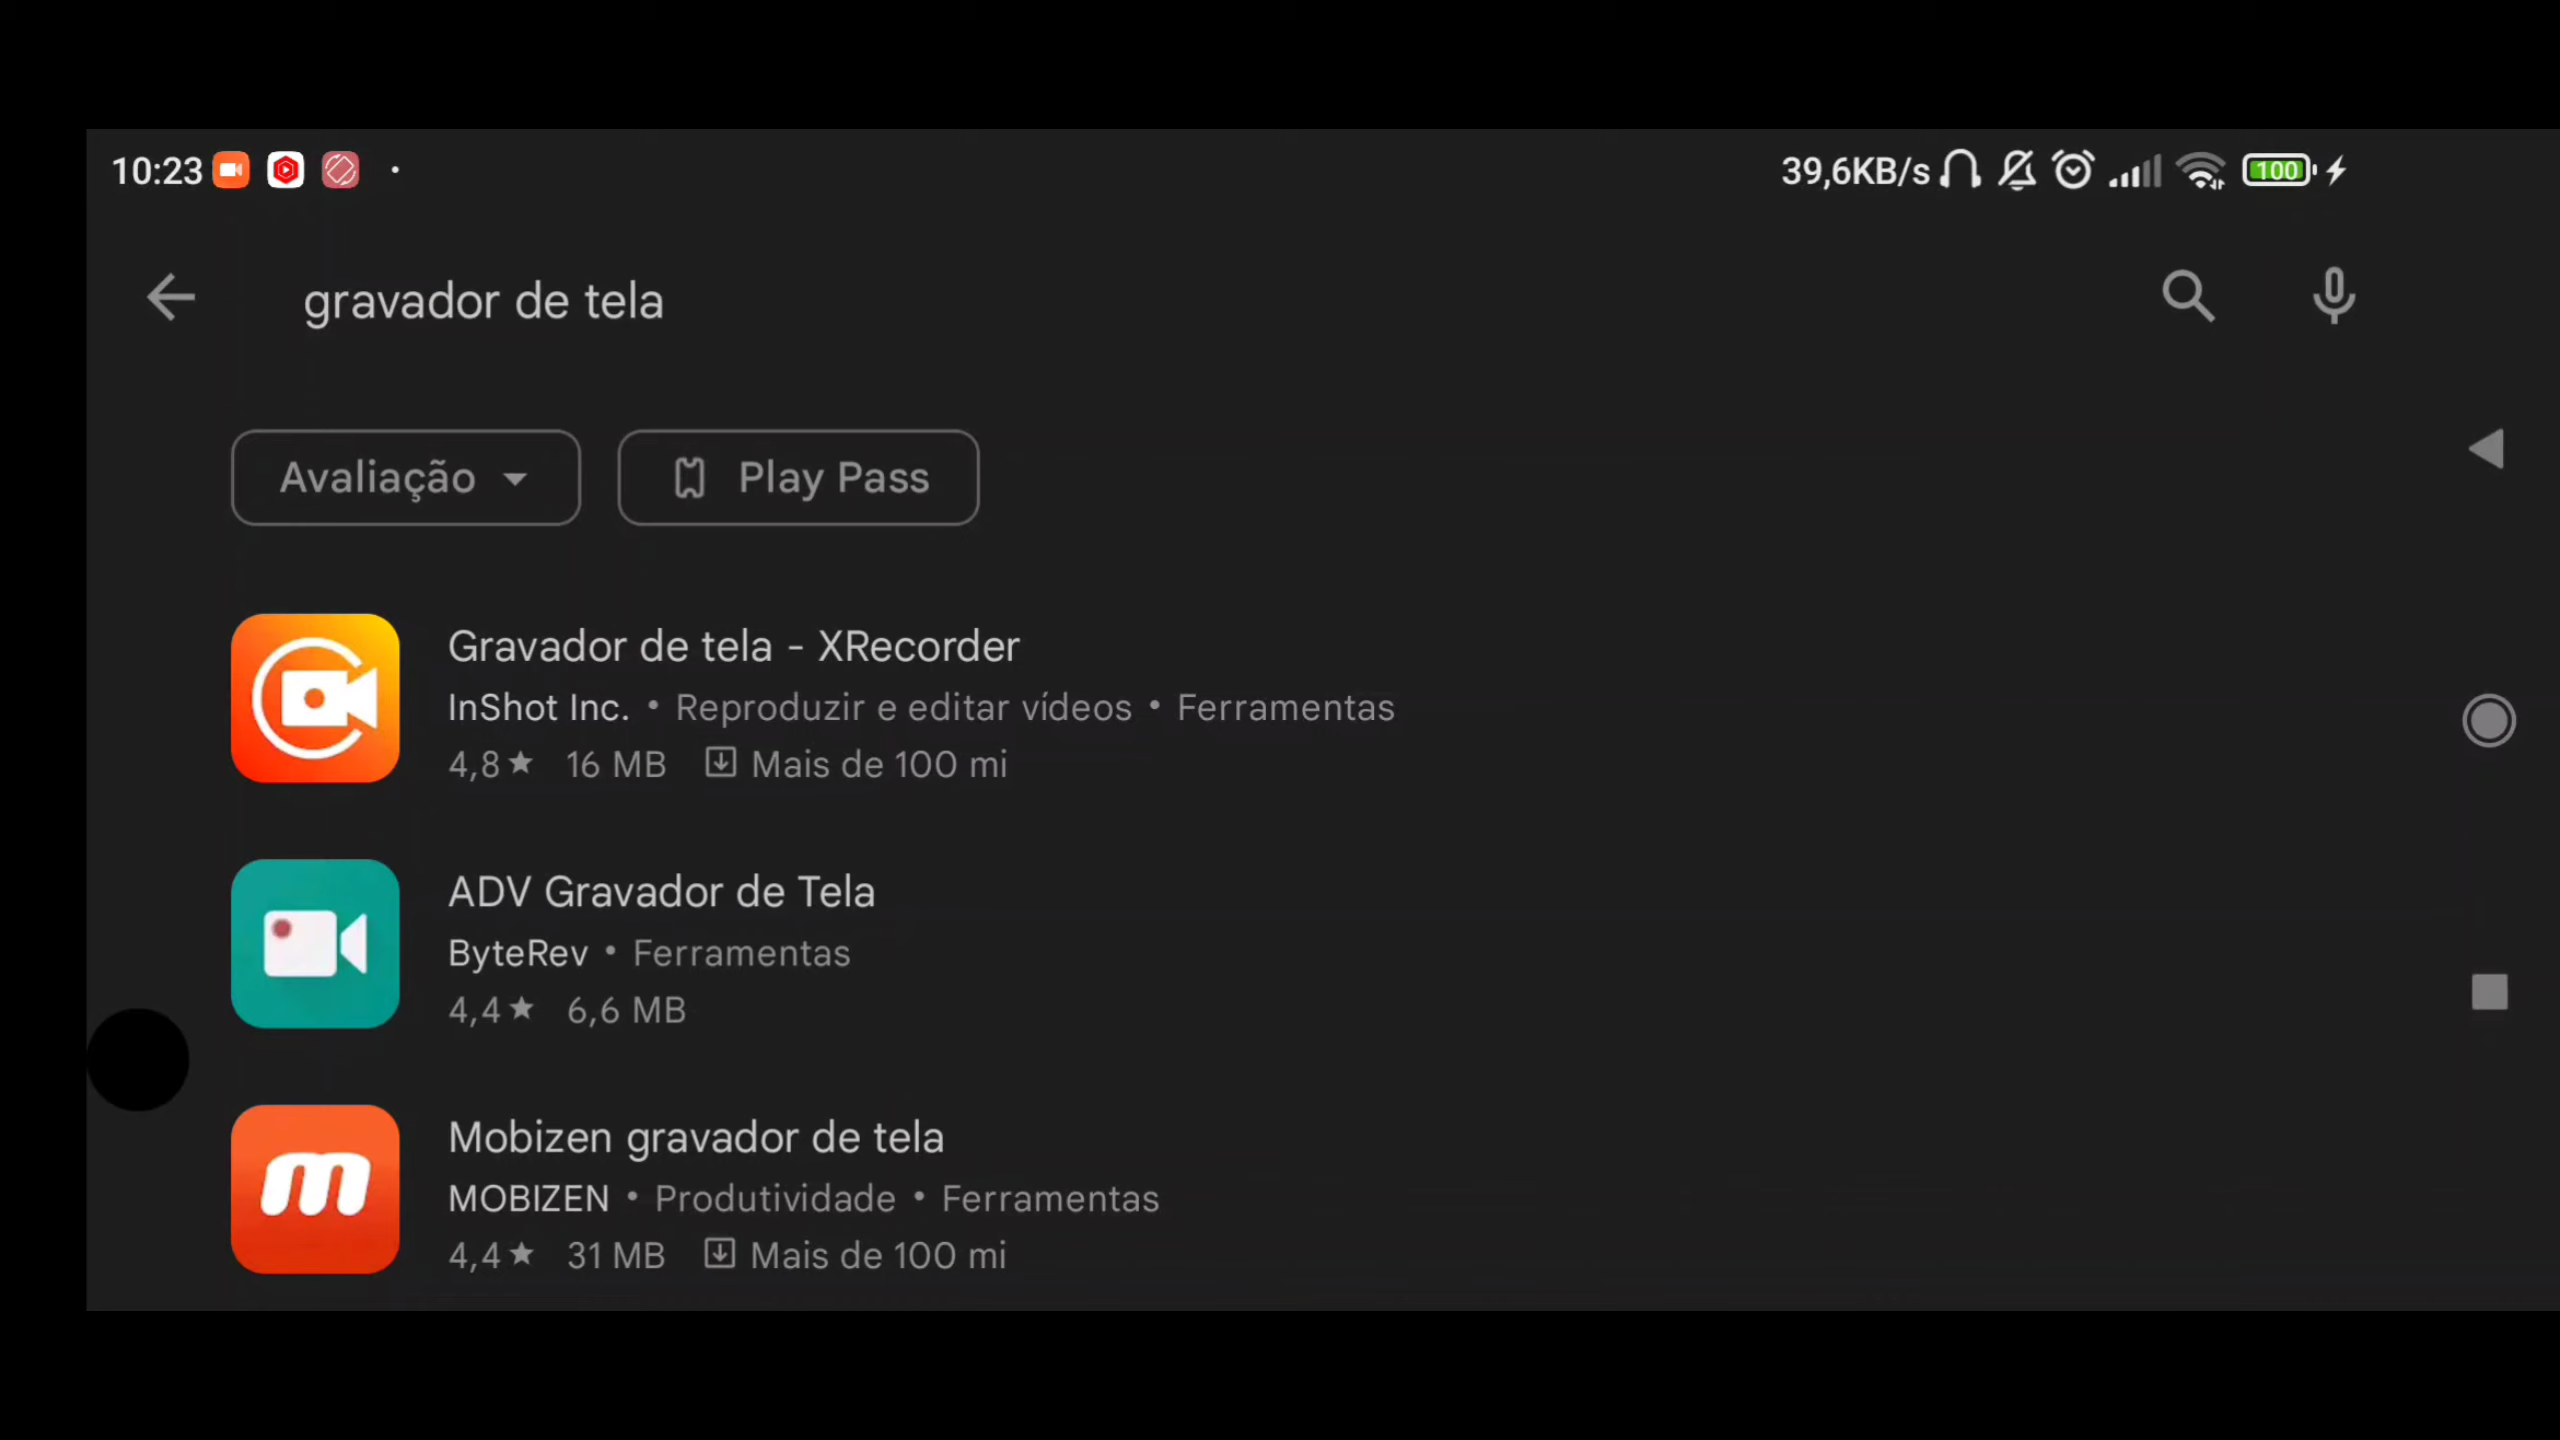 10:23 39,6KB/s 100
gravador de tela
Avaliação Play Pass
Gravador de tela - XRecorder
InShot Inc. • Reproduzir e editar vídeos • Ferramentas
4,8★ 16 MB Mais de 100 mi
ADV Gravador de Tela
ByteRev • Ferramentas
4,4★ 6,6 MB
m
Mobizen gravador de tela
MOBIZEN • Produtividade • Ferramentas
4,4★ 31 MB Mais de 100 mi